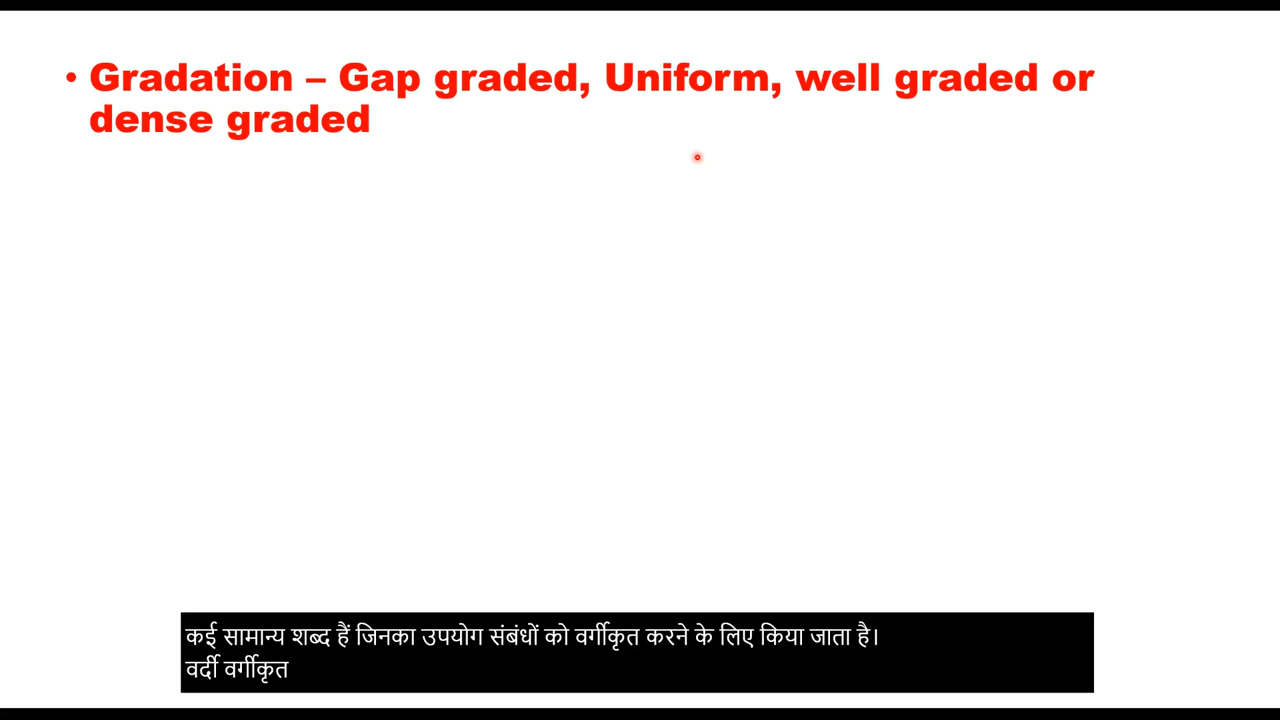 • Gradation – Gap graded, Uniform, well graded or
dense graded
कई सामान्य शब्द हैं जिनका उपयोग संबंधों को वर्गीकृत करने के लिए किया जाता है।
वर्दी वर्गीकृत